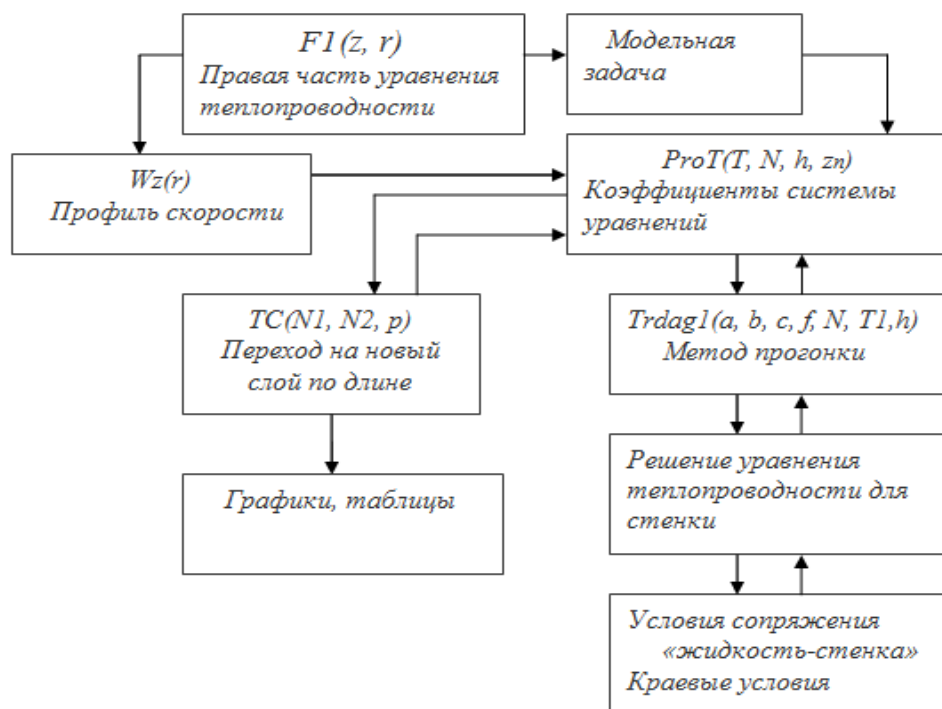 F1(z, r)
Правая часть уравнения
теплопроводности
Модельная
задача
Wz(r)
Профиль скорости
ProT(T, N, h, zn)
Коэффициенты системы
уравнений
TC(N1, N2, p)
Переход на новый
слой по длине
Trdag1(a, b, c, f, N, T1,h)
Метод прогонки
Графики, таблицы
Решение уравнения
теплопроводности для
стенки
Условия сопряжения
«жидкость-стенка»
Краевые условия